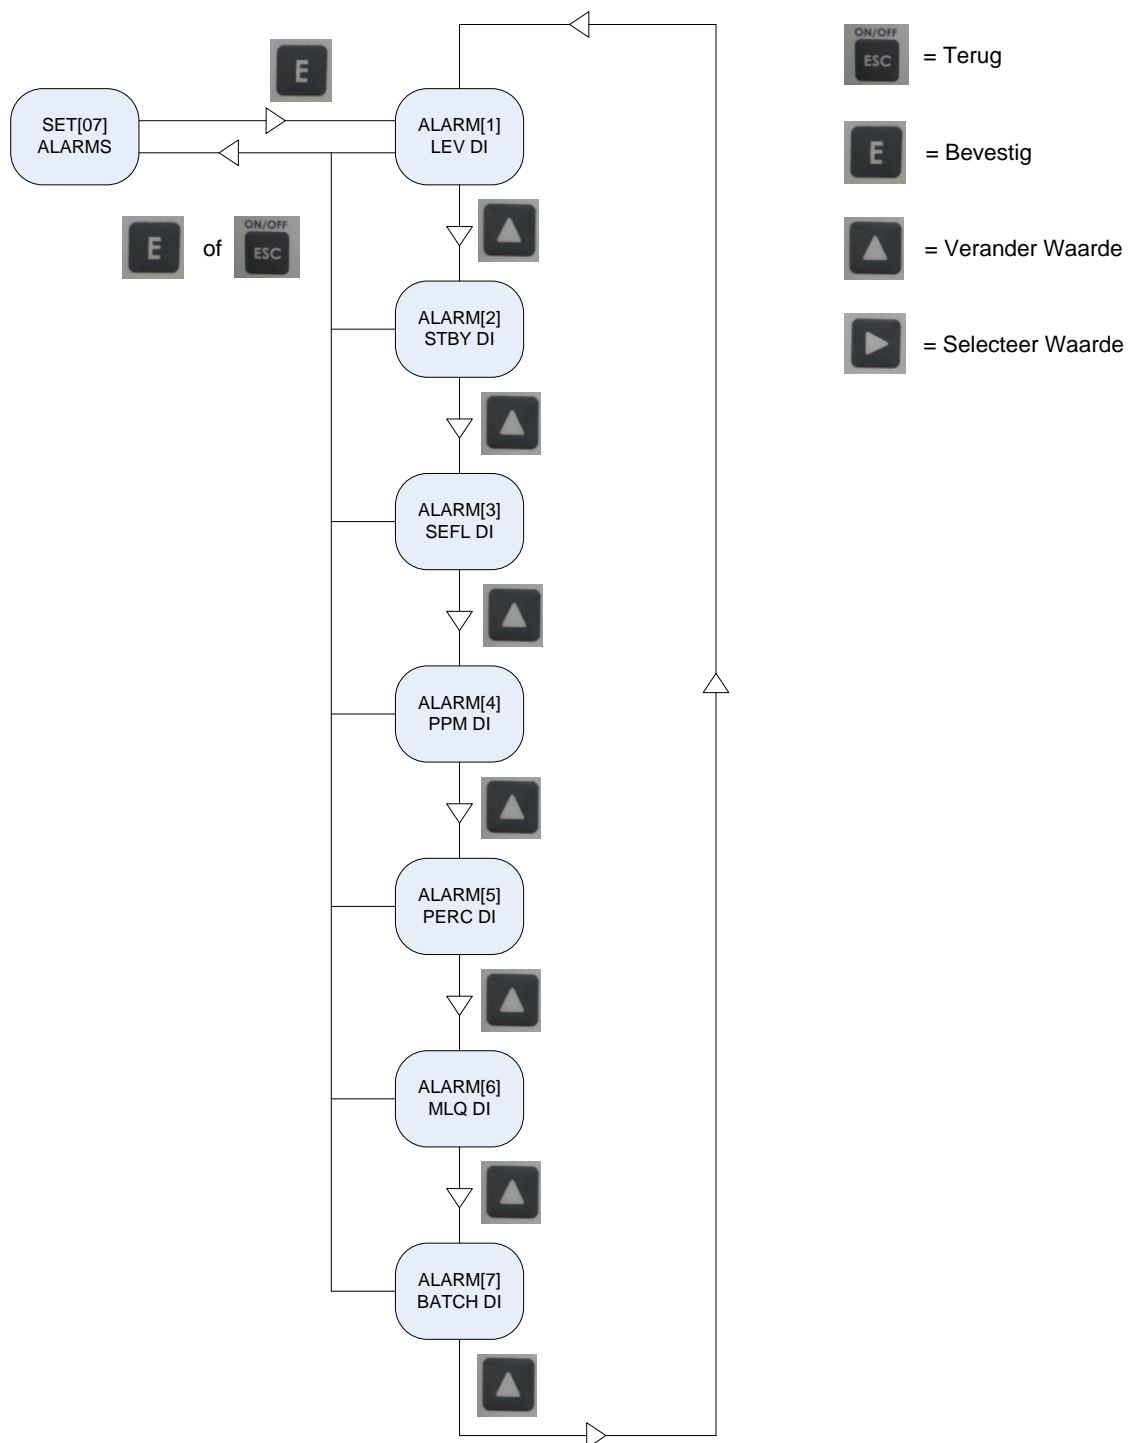 E
SET[07]
ALARMS
E
of
ON/OFF
ESC
ALARM[1]
LEV DI
ALARM[2]
STBY DI
ALARM[3]
SEFL DI
ALARM[4]
PPM DI
ALARM[5]
PERC DI
ALARM[6]
MLQ DI
ALARM[7]
BATCH DI
ON/OFF
ESC
= Terug
E
= Bevestig
= Verander Waarde
= Selecteer Waarde